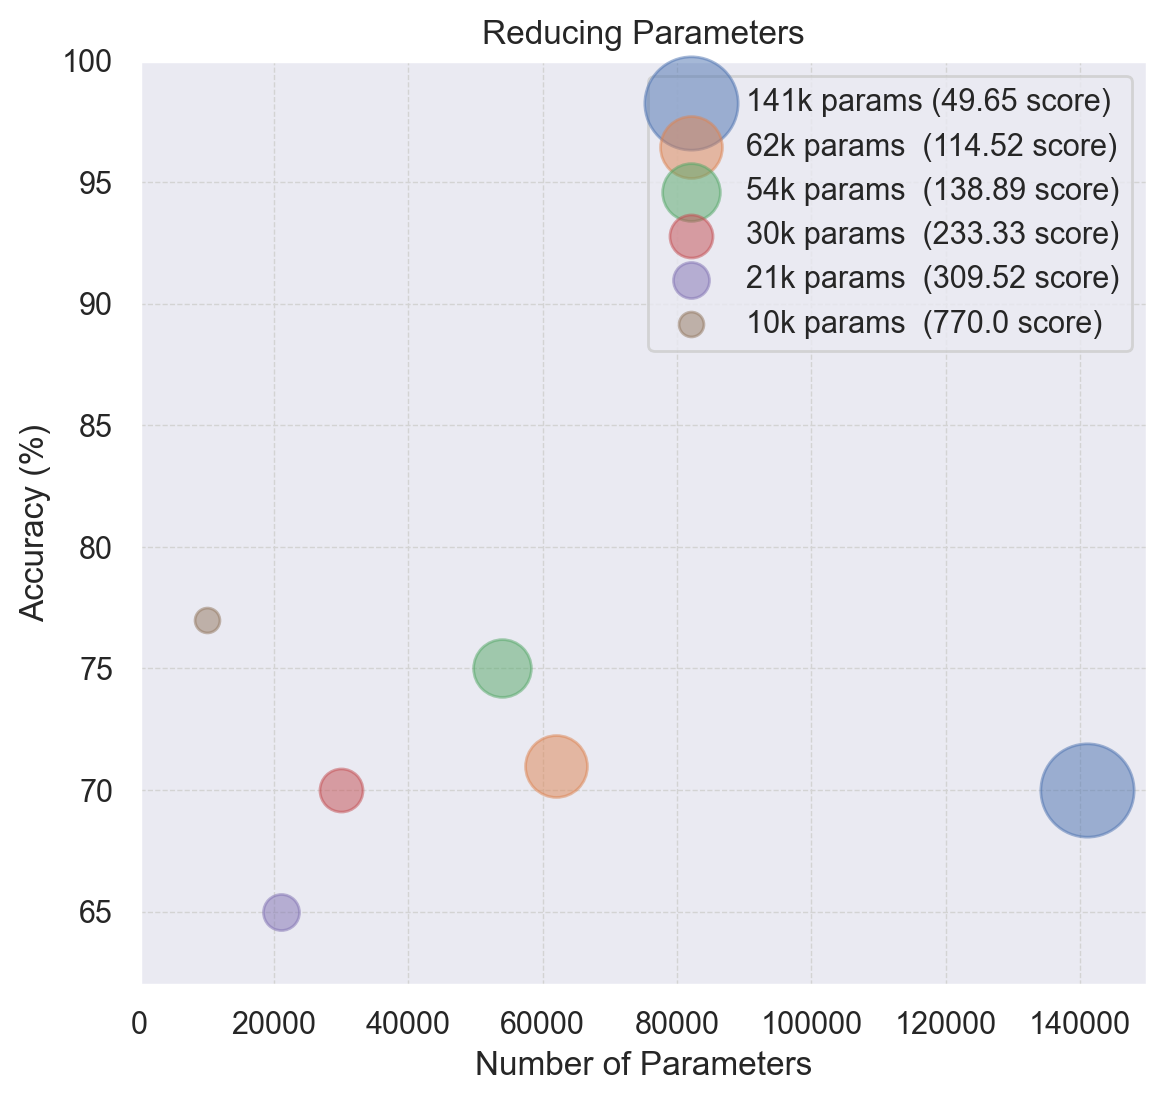 Reducing Parameters
100
95
90
85
80
75
70
65
Accuracy (%)
141k params (49.65 score)
62k params  (114.52 score)
54k params  (138.89 score)
30k params  (233.33 score)
21k params  (309.52 score)
10k params  (770.0 score)
0 20000 40000 60000 80000 100000 120000 140000
Number of Parameters